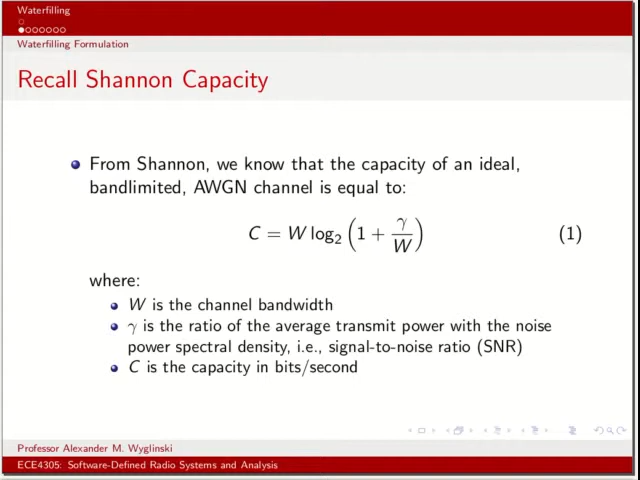 Waterfilling
Waterfilling Formulation
Recall Shannon Capacity
From Shannon, we know that the capacity of an ideal,
bandlimited, AWGN channel is equal to:
C = W log₂ (1 + γ/W) (1)
where:
W is the channel bandwidth
γ is the ratio of the average transmit power with the noise
power spectral density, i.e., signal-to-noise ratio (SNR)
C is the capacity in bits/second
Professor Alexander M. Wyglinski
ECE4305: Software-Defined Radio Systems and Analysis